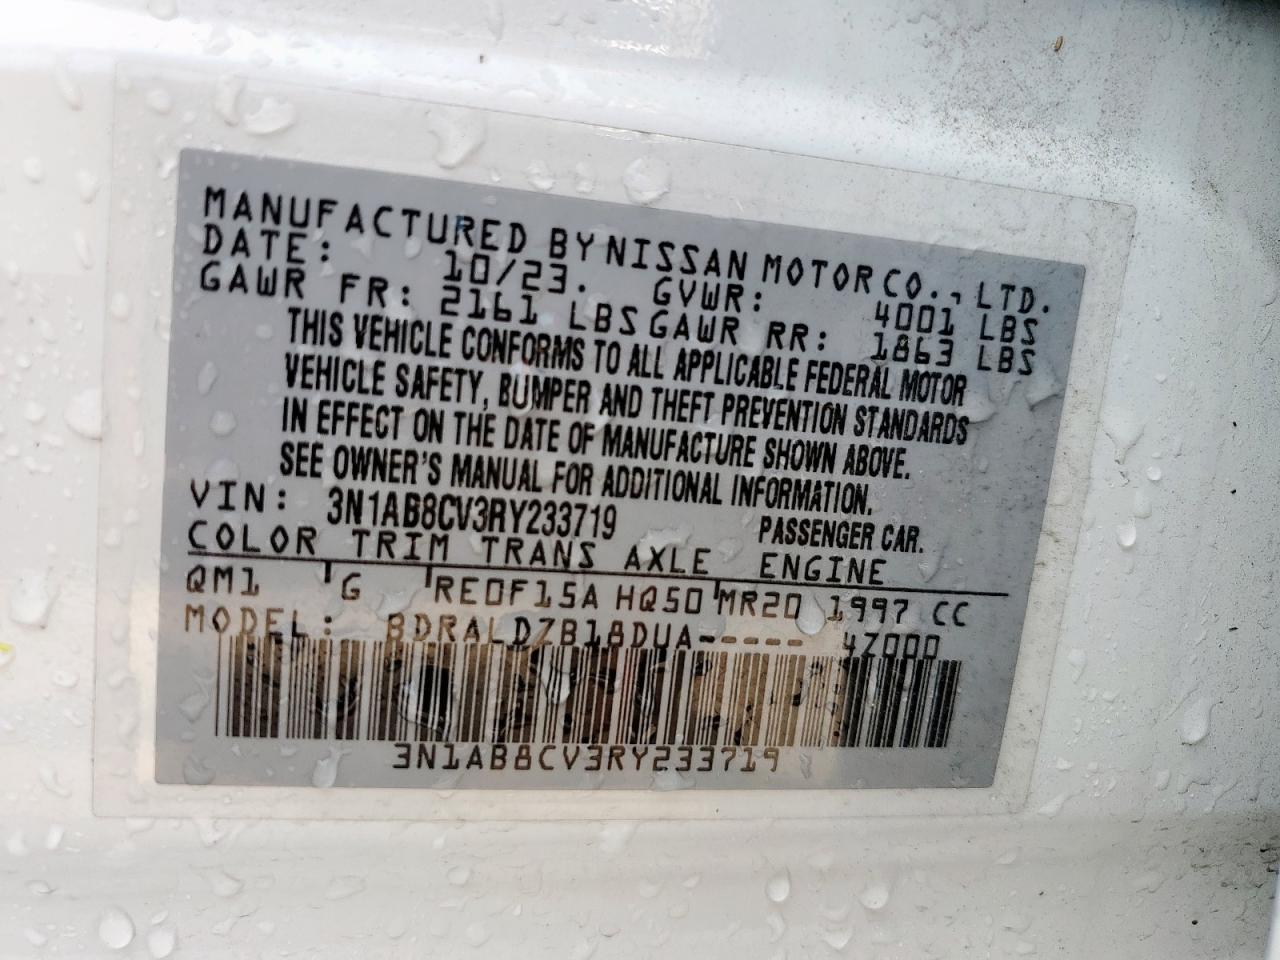 MANUFACTURED BY NISSAN MOTOR CO., LTD.
DATE: 10/23. GVWR: 4001 LBS
GAWR FR: 2161 LBS GAWR RR: 1863 LBS
THIS VEHICLE CONFORMS TO ALL APPLICABLE FEDERAL MOTOR
VEHICLE SAFETY, BUMPER AND THEFT PREVENTION STANDARDS
IN EFFECT ON THE DATE OF MANUFACTURE SHOWN ABOVE.
SEE OWNER'S MANUAL FOR ADDITIONAL INFORMATION.
VIN: 3N1AB8CV3RY233719 PASSENGER CAR.
COLOR TRIM TRANS AXLE ENGINE
QM1 G RE0F15A HQ50 MR20 1997 CC
MODEL: BDRALDZB18DUA----- 4Z000
3N1AB8CV3RY233719